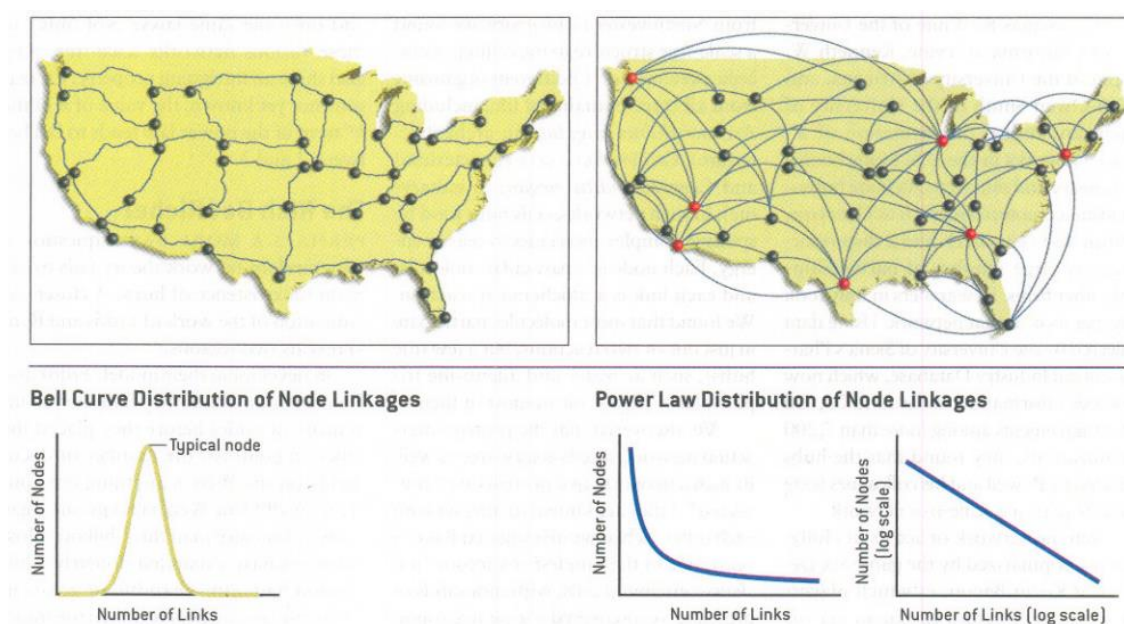 Bell Curve Distribution of Node Linkages
Typical node
Number of Nodes
Number of Links
Power Law Distribution of Node Linkages
Number of Nodes
Number of Links
Number of Nodes
(log scale)
Number of Links (log scale)